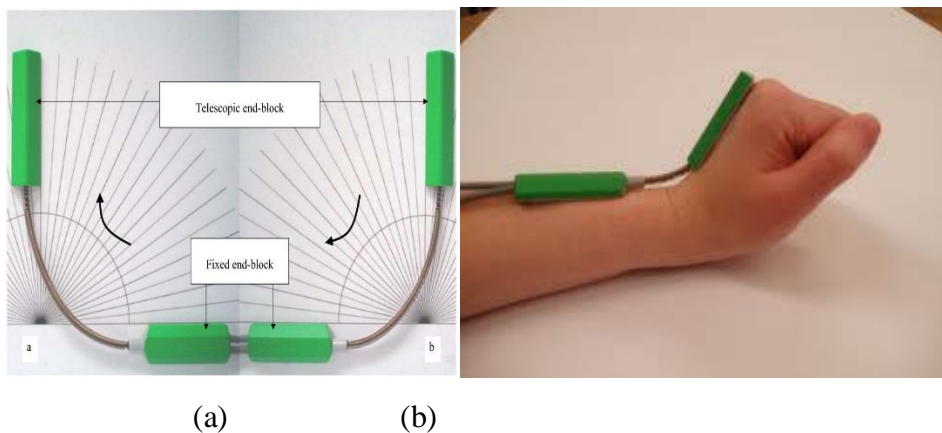 Telescopic end-block
Fixed end-block
a
b
(a)
(b)